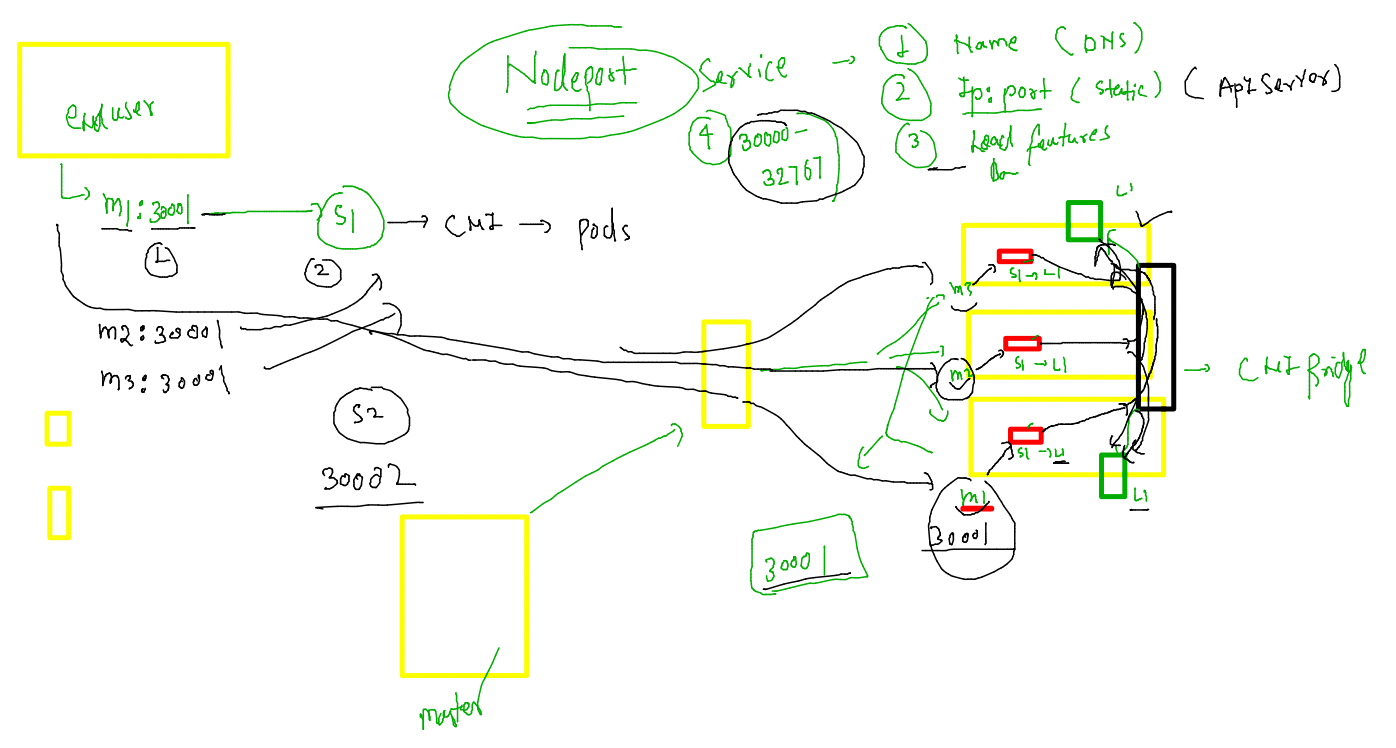 Nodeport Service → ① Name (DNS)
② Ip:port (static) (ApI Server)
③ Load features
④ 30000-
32767
enduser
m1:30001 → S1 → CNI → pods
1 2
m2:30001
m3:30001
S2
30002
master
30001
L1
S1→L1
m3
S1→L1
m2
S1→L1
m1
30001
L1
→ CNI Bridge